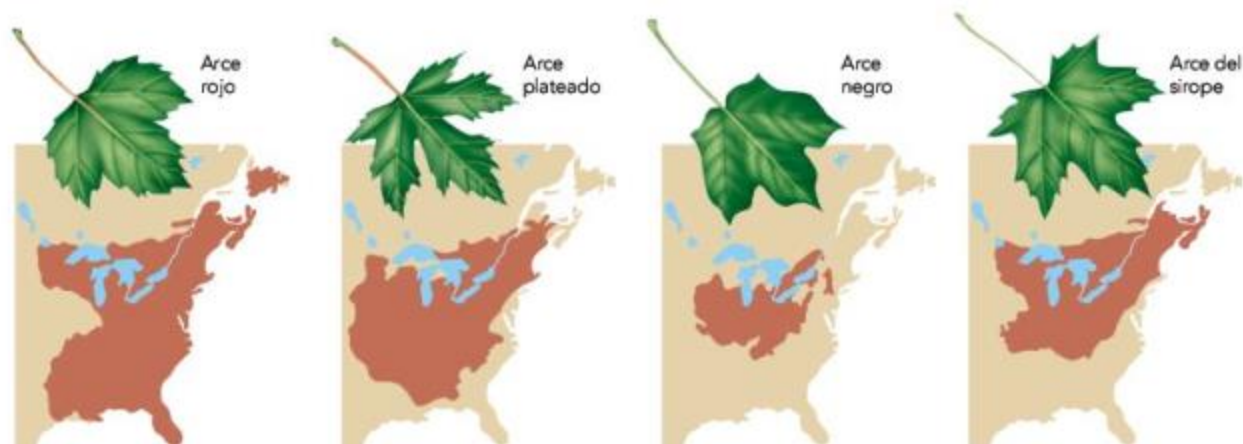 Arce
rojo
Arce
plateado
Arce
negro
Arce del
sirope